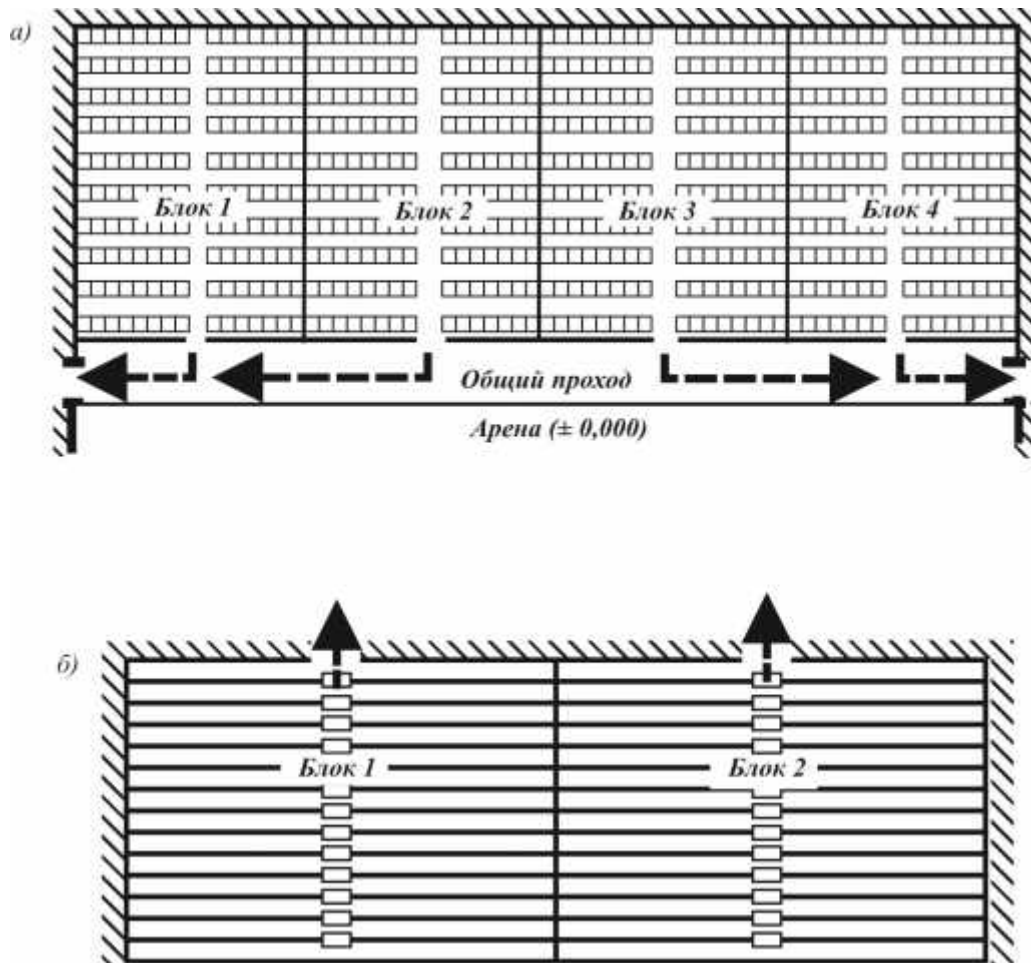 а)
Блок 1
Блок 2
Блок 3
Блок 4
Общий проход
Арена (± 0,000)
б)
Блок 1
Блок 2